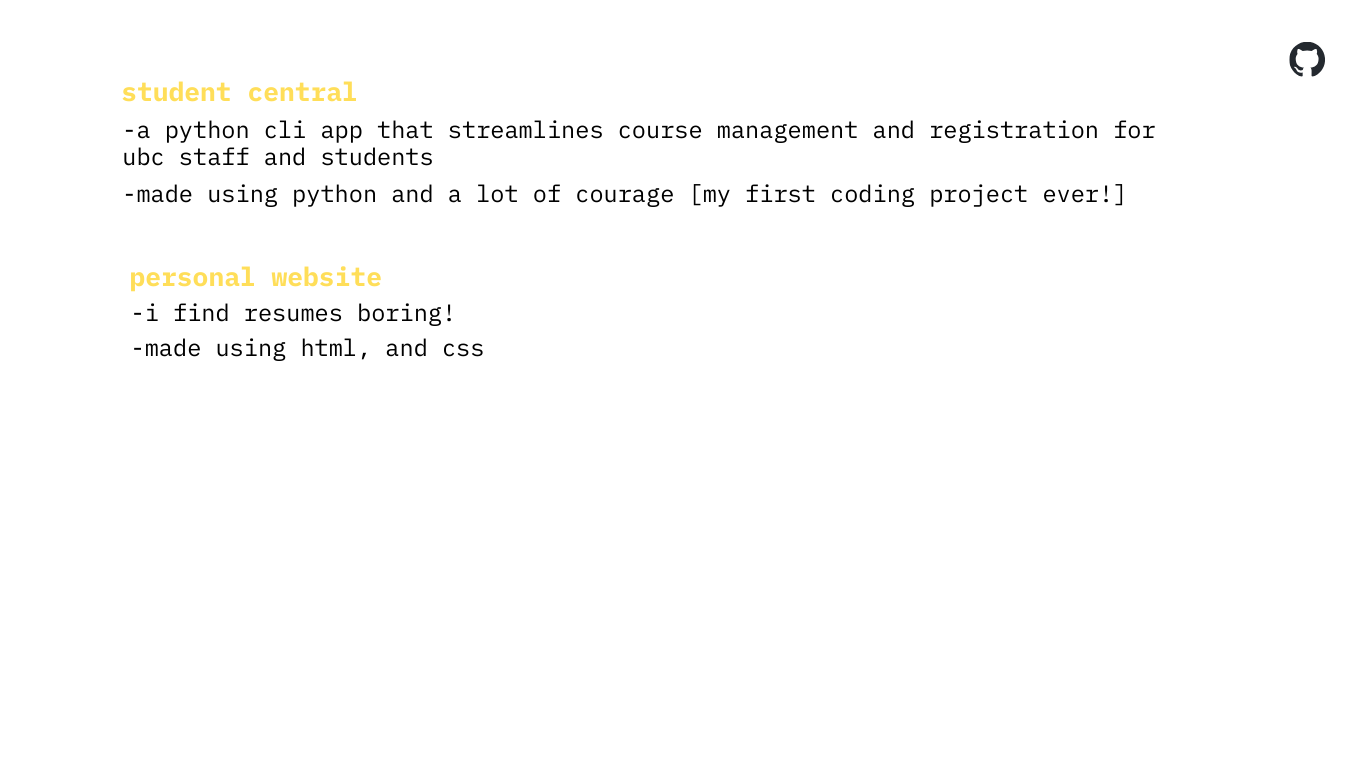 student central
-a python cli app that streamlines course management and registration for
ubc staff and students
-made using python and a lot of courage [my first coding project ever!]
personal website
-i find resumes boring!
-made using html, and css